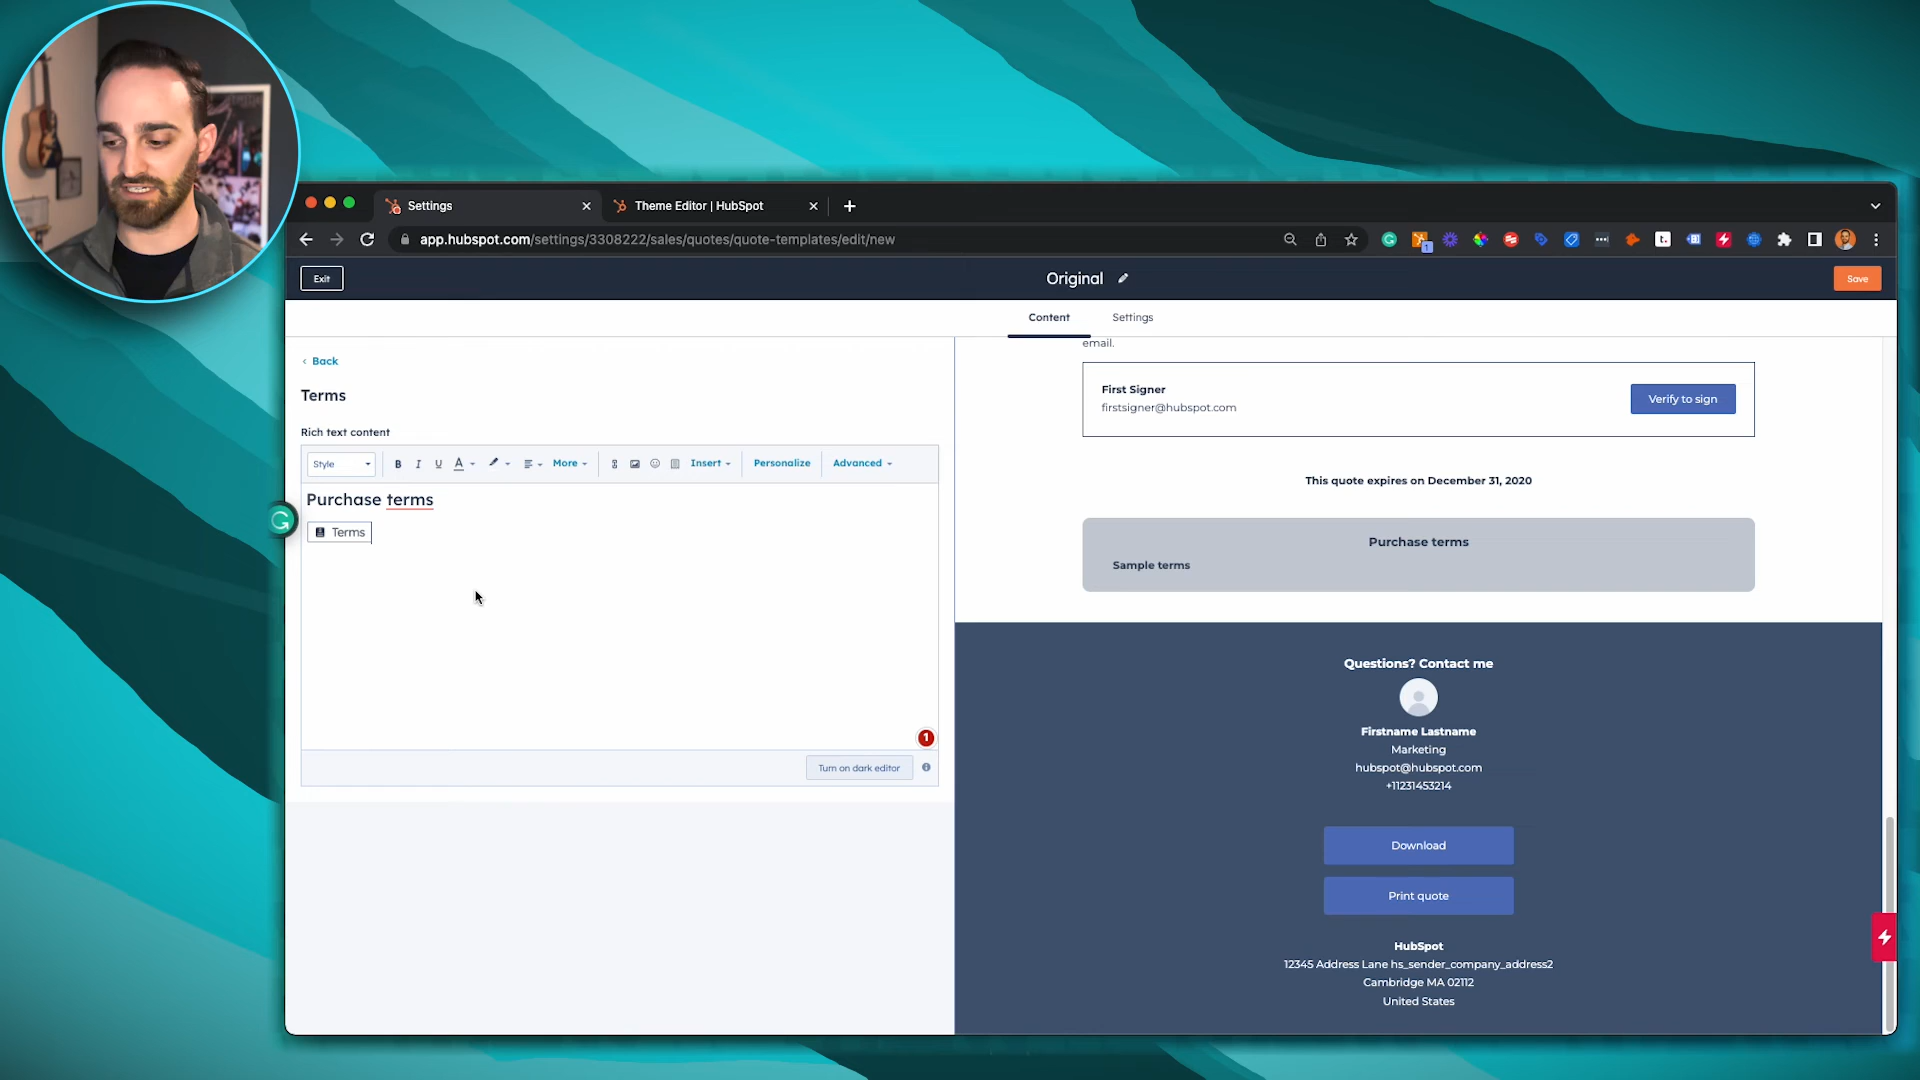 Settings
Theme Editor | HubSpot
app.hubspot.com/settings/3308222/sales/quotes/quote-templates/edit/new
1
t.
Exit
Original
Save
Content
Settings
Back
Terms
Rich text content
Style
B I U A
More
Insert
Personalize
Advanced
Purchase terms
Terms
1
Turn on dark editor
email.
First Signer
firstsigner@hubspot.com
Verify to sign
This quote expires on December 31, 2020
Purchase terms
Sample terms
Questions? Contact me
Firstname Lastname
Marketing
hubspot@hubspot.com
+11231453214
Download
Print quote
HubSpot
12345 Address Lane hs_sender_company_address2
Cambridge MA 02112
United States